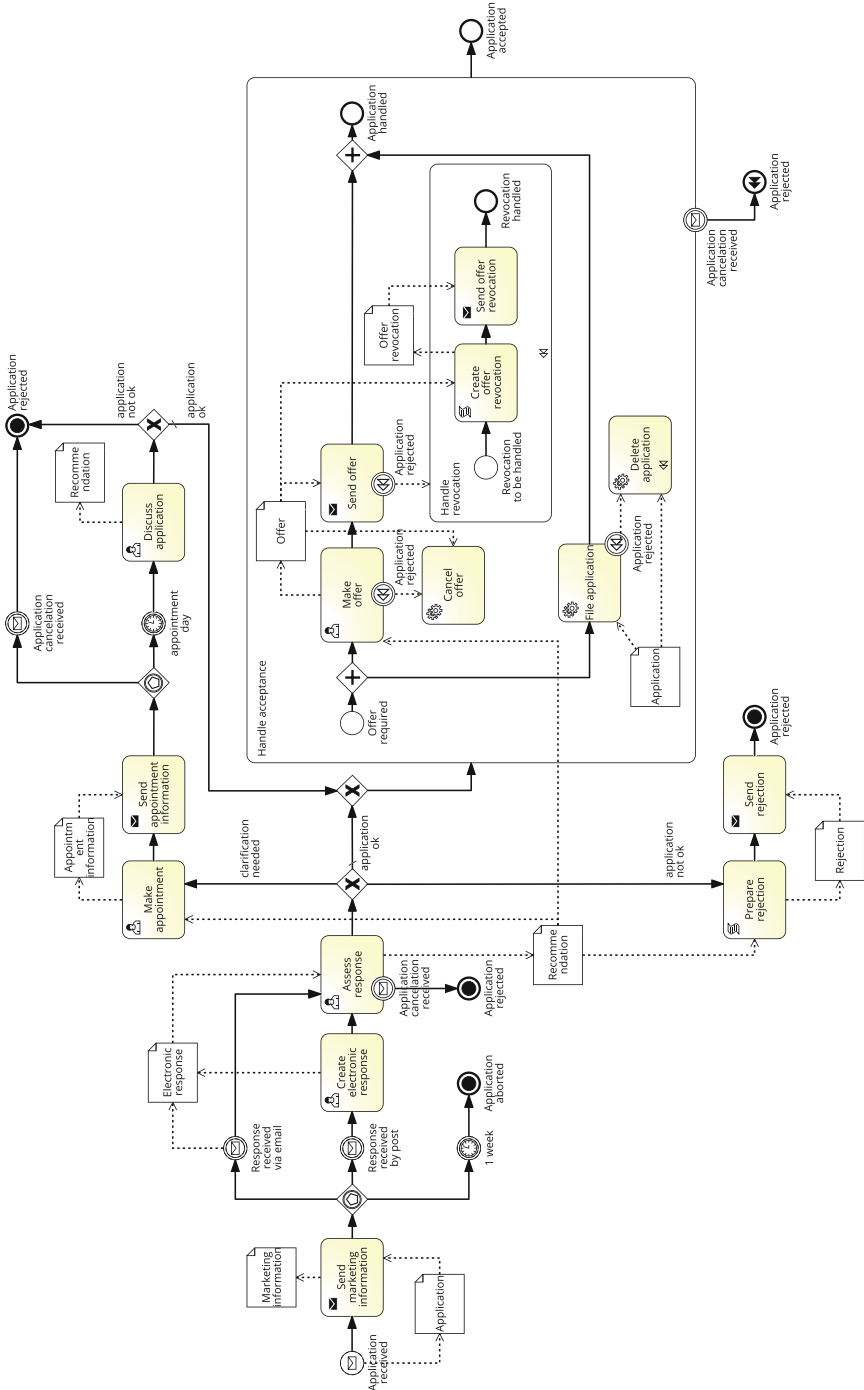 Application
received
Application
Send
marketing
information
Marketing
information
Response
received
via email
Response
received
by post
1 week
Application
aborted
Electronic
response
Create
electronic
response
Assess
response
Application
cancelation
received
Application
rejected
Recomme
ndation
clarification
needed
application
ok
application
not ok
Prepare
rejection
Rejection
Send
rejection
Application
rejected
Make
appointment
Appointm
ent
information
Send
appointment
information
Application
cancelation
received
appointment
day
Discuss
application
Recomme
ndation
application
not ok
application
ok
Application
rejected
Handle acceptance
Offer
required
Make
offer
Application
rejected
Cancel
offer
Offer
Send offer
Application
rejected
Handle
revocation
Revocation
to be handled
Create
offer
revocation
Offer
revocation
Send offer
revocation
Revocation
handled
Application
File application
Application
rejected
Delete
application
Application
handled
Application
cancelation
received
Application
rejected
Application
accepted